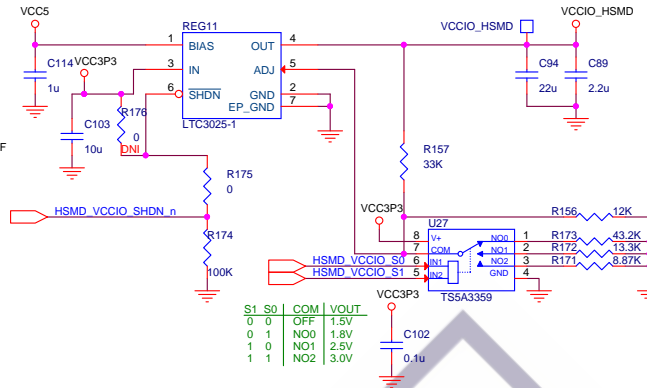 VCC5
REG11
VCCIO_HSMD
VCCIO_HSMD
1 BIAS OUT 4
C114
1u
VCC3P3
3 IN ADJ 5
6 SHDN GND 2
EP_GND 7
LTC3025-1
C94
22u
C89
2.2u
R176
0
DNI
C103
10u
F
R157
33K
R175
0
HSMD_VCCIO_SHDN_n
VCC3P3
R156 12K
U27
R174
100K
8 V+ NO0 1 R173 43.2K
7 COM NO1 2 R172 13.3K
HSMD_VCCIO_S0 6 IN1 NO2 3 R171 8.87K
HSMD_VCCIO_S1 5 IN2 GND 4
TS5A3359
VCC3P3
S1 S0 COM VOUT
0 0 OFF 1.5V
0 1 NO0 1.8V
1 0 NO1 2.5V
1 1 NO2 3.0V
C102
0.1u